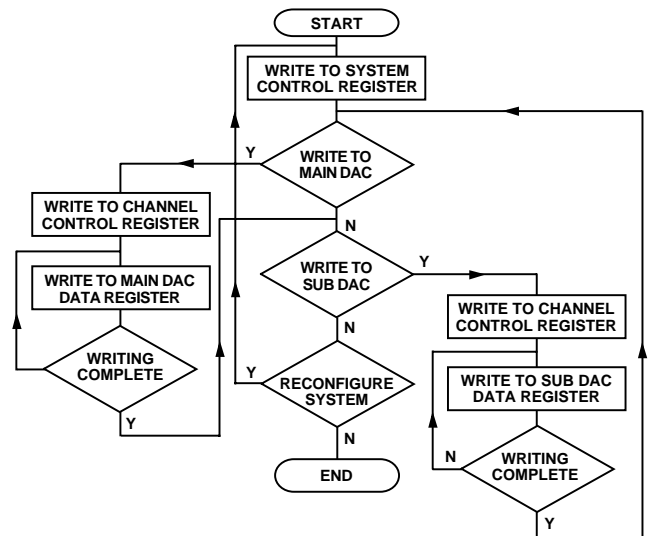 START
WRITE TO SYSTEM
CONTROL REGISTER
Y
WRITE TO
MAIN DAC
N
WRITE TO CHANNEL
CONTROL REGISTER
WRITE TO MAIN DAC
DATA REGISTER
WRITING
COMPLETE
Y
WRITE TO
SUB DAC
Y
N
WRITE TO CHANNEL
CONTROL REGISTER
WRITE TO SUB DAC
DATA REGISTER
N
WRITING
COMPLETE
Y
Y
RECONFIGURE
SYSTEM
N
END